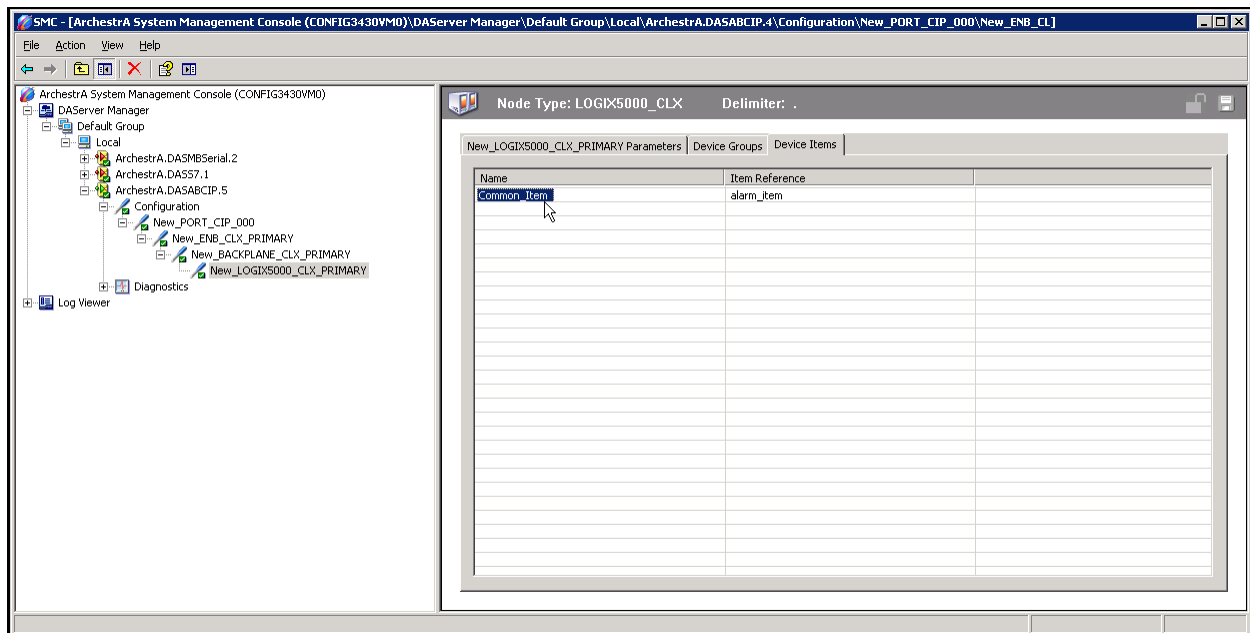 SMC - [ArchestrA System Management Console (CONFIG3430VM0)\DAServer Manager\Default Group\Local\ArchestrA.DASABCIP.4\Configuration\New_PORT_CIP_000\New_ENB_CL]
File Action View Help
ArchestrA System Management Console (CONFIG3430VM0)
DAServer Manager
Default Group
Local
ArchestrA.DASMBSerial.2
ArchestrA.DASS7.1
ArchestrA.DASABCIP.5
Configuration
New_PORT_CIP_000
New_ENB_CLX_PRIMARY
New_BACKPLANE_CLX_PRIMARY
New_LOGIX5000_CLX_PRIMARY
Diagnostics
Log Viewer
Node Type: LOGIX5000_CLX Delimiter: .
New_LOGIX5000_CLX_PRIMARY Parameters Device Groups Device Items
Name Item Reference
Common_Item alarm_item